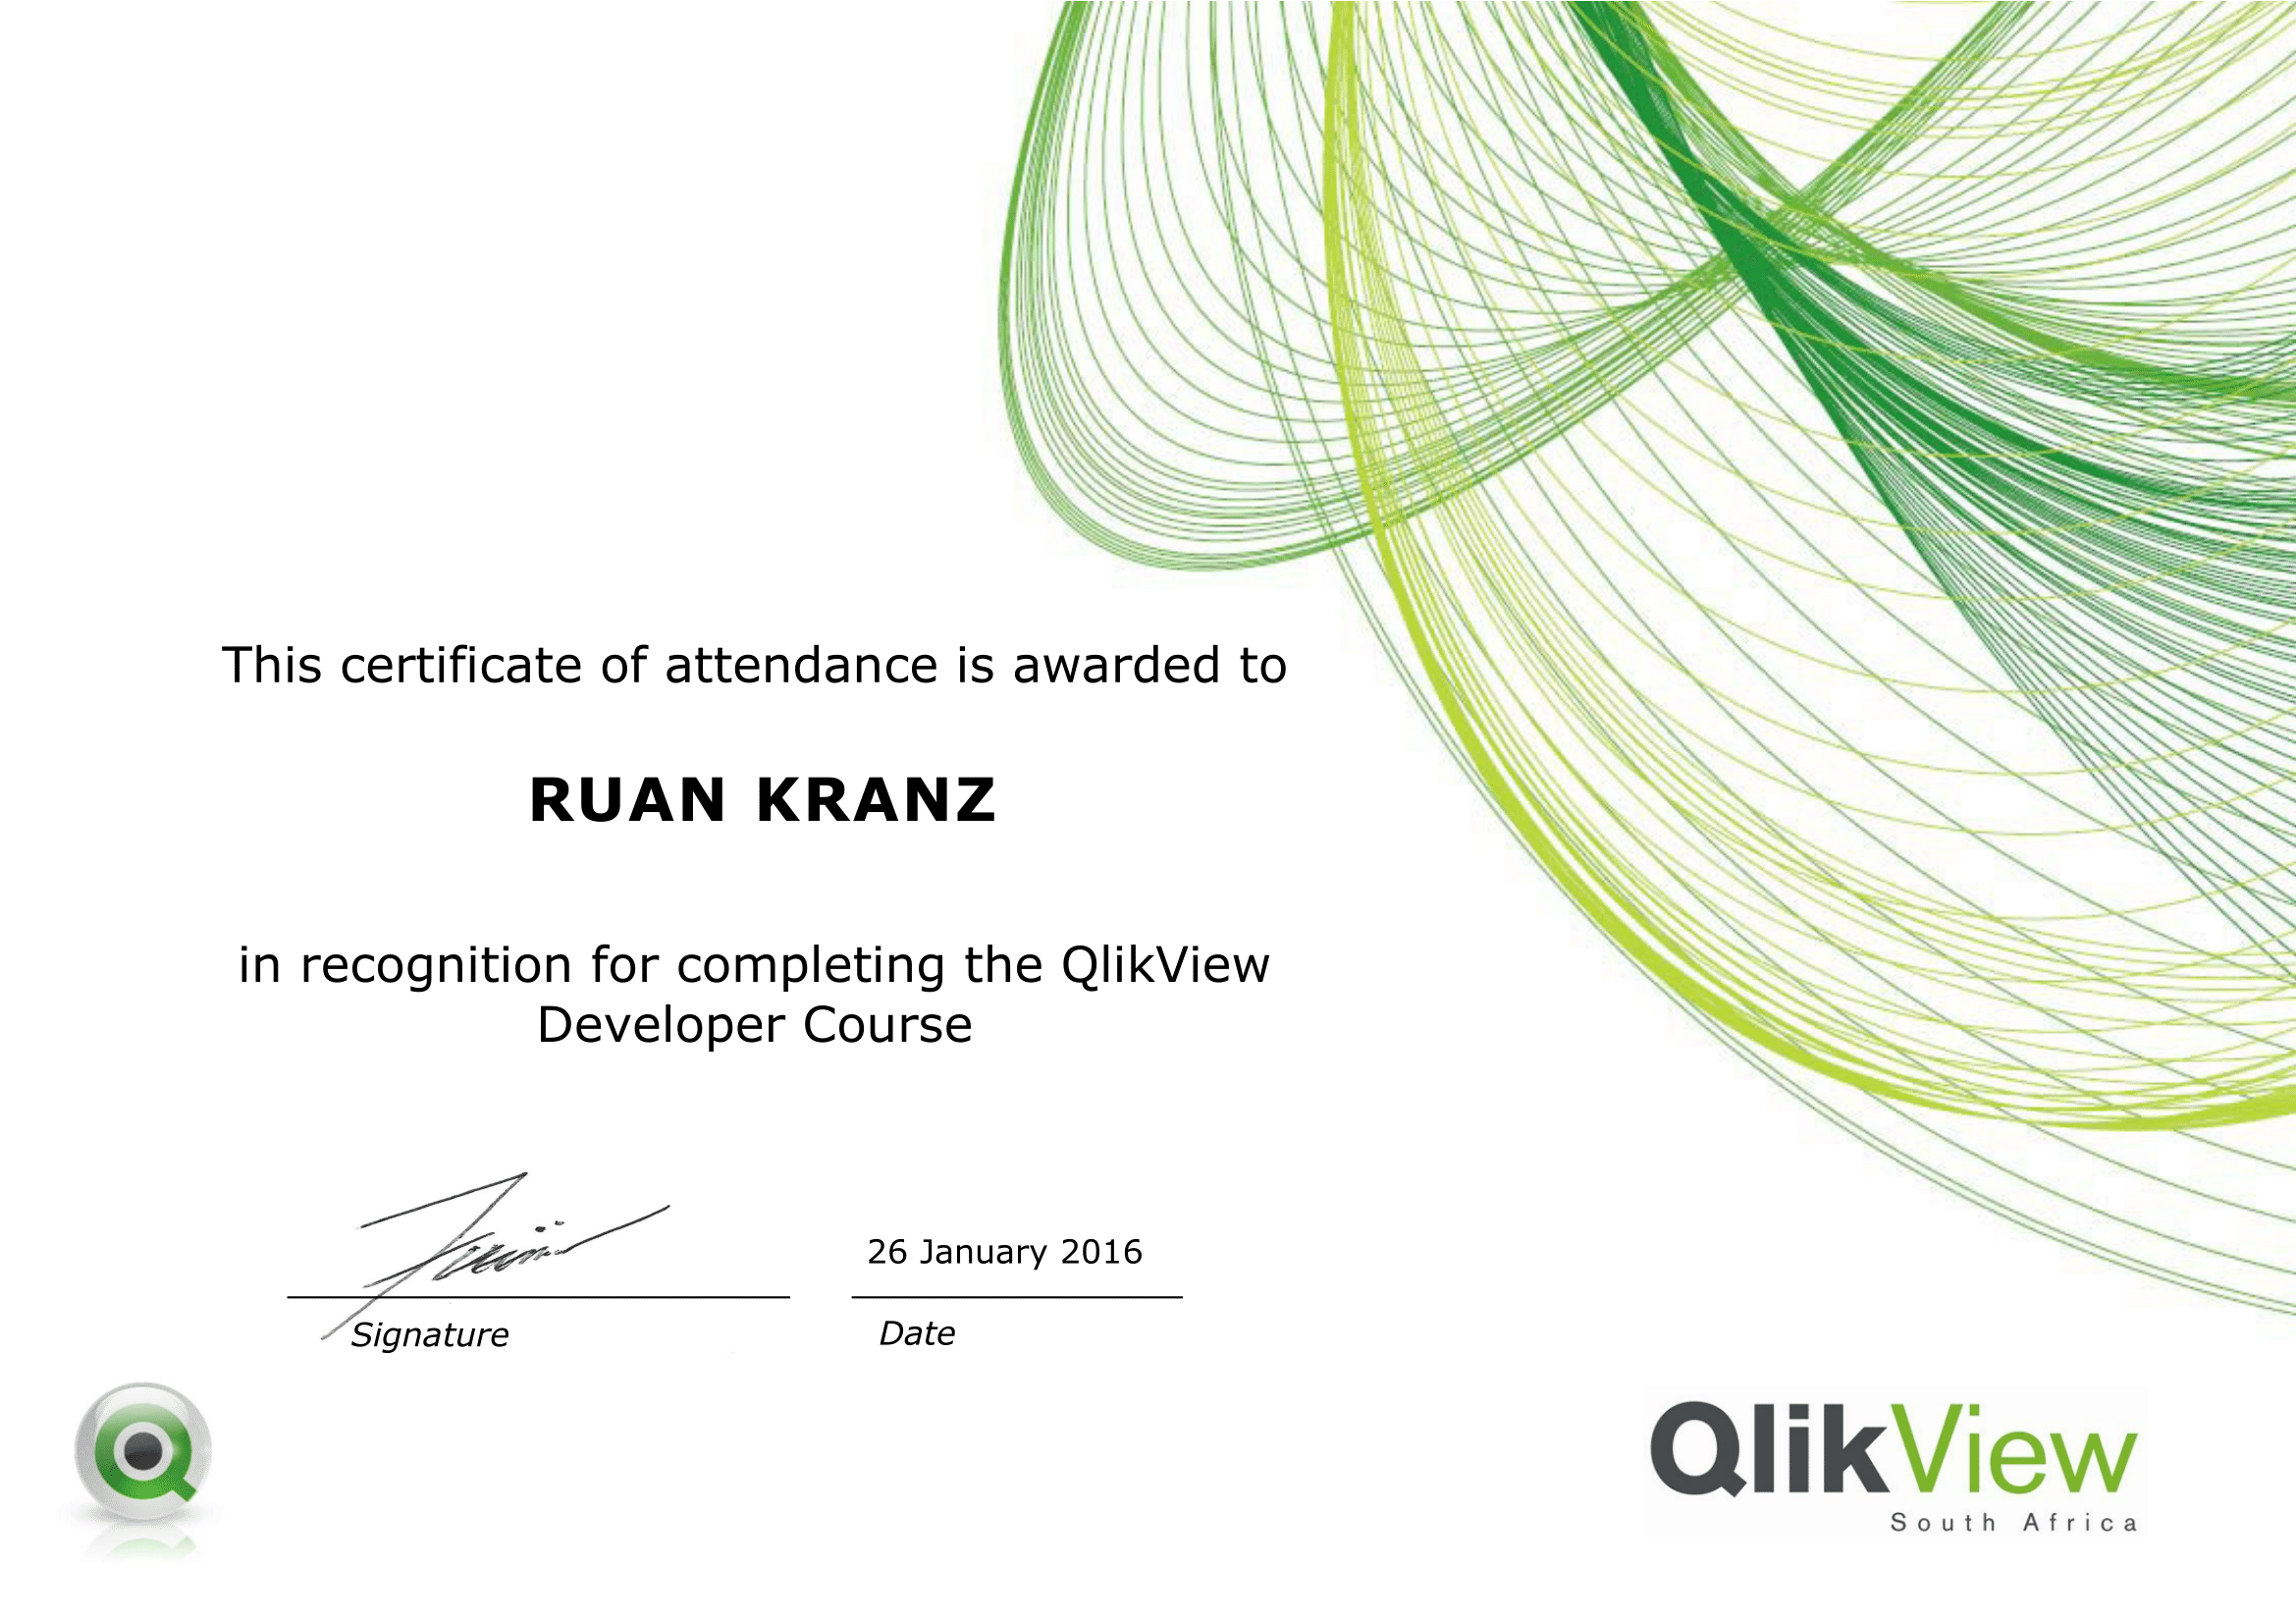 This certificate of attendance is awarded to
RUAN KRANZ
in recognition for completing the QlikView
Developer Course
26 January 2016
Signature
Date
QlikView
South Africa